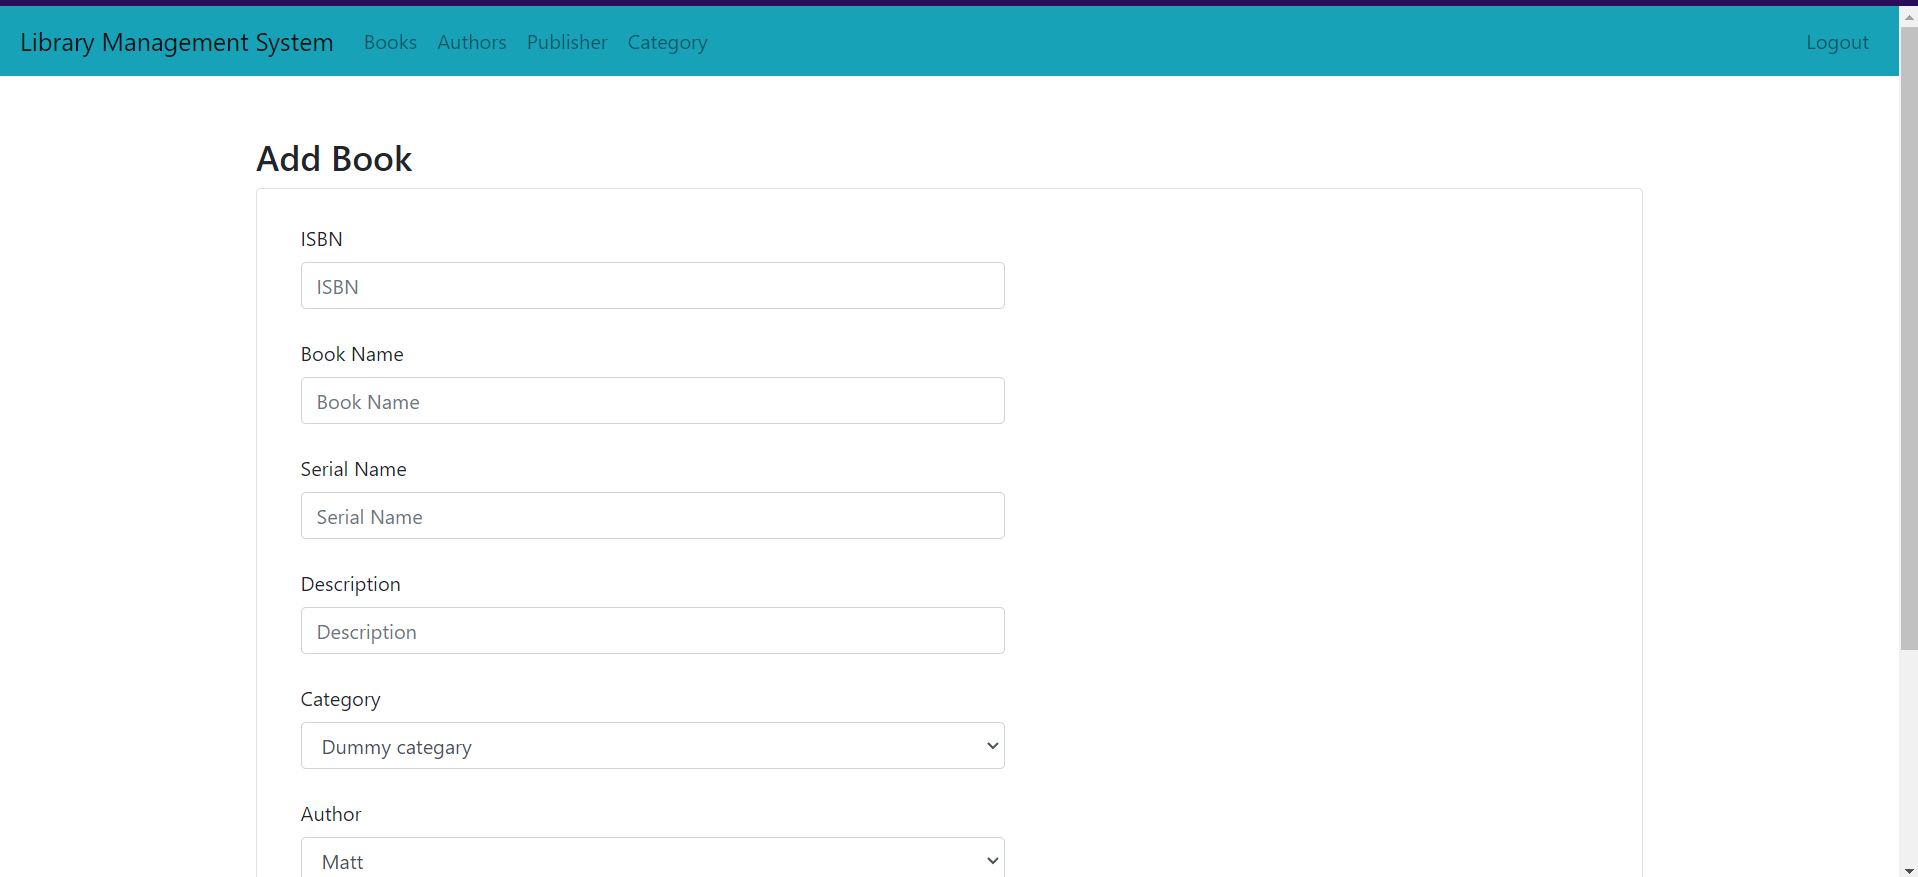 Library Management System Books Authors Publisher Category Logout
Add Book
ISBN
ISBN
Book Name
Book Name
Serial Name
Serial Name
Description
Description
Category
Dummy categary
Author
Matt